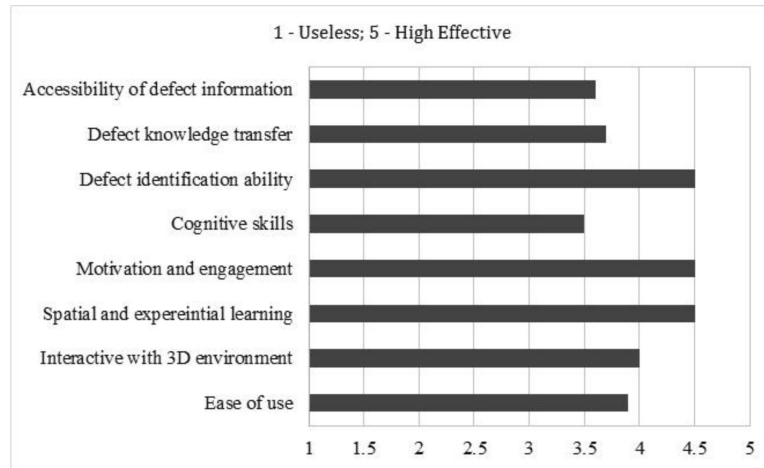 1 - Useless; 5 - High Effective
Accessibility of defect information
Defect knowledge transfer
Defect identification ability
Cognitive skills
Motivation and engagement
Spatial and expereintial learning
Interactive with 3D environment
Ease of use
1 1.5 2 2.5 3 3.5 4 4.5 5